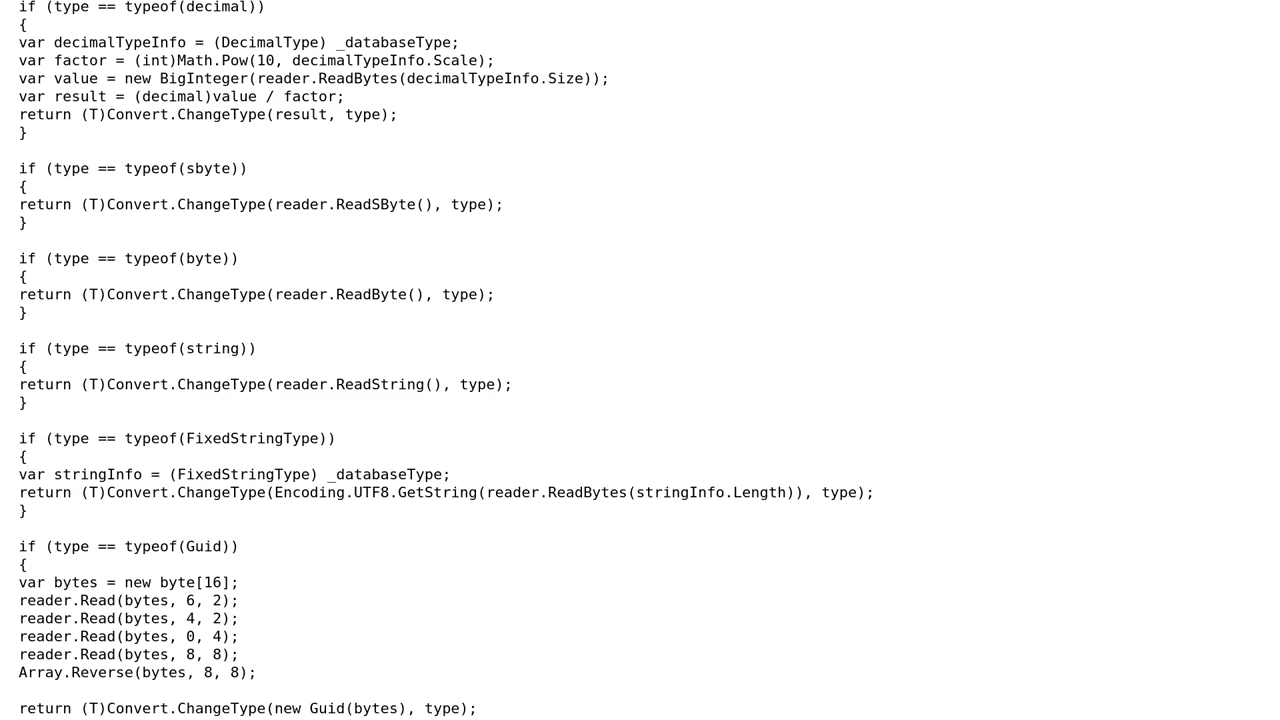 if (type == typeof(decimal))
{
var decimalTypeInfo = (DecimalType) _databaseType;
var factor = (int)Math.Pow(10, decimalTypeInfo.Scale);
var value = new BigInteger(reader.ReadBytes(decimalTypeInfo.Size));
var result = (decimal)value / factor;
return (T)Convert.ChangeType(result, type);
}

if (type == typeof(sbyte))
{
return (T)Convert.ChangeType(reader.ReadSByte(), type);
}

if (type == typeof(byte))
{
return (T)Convert.ChangeType(reader.ReadByte(), type);
}

if (type == typeof(string))
{
return (T)Convert.ChangeType(reader.ReadString(), type);
}

if (type == typeof(FixedStringType))
{
var stringInfo = (FixedStringType) _databaseType;
return (T)Convert.ChangeType(Encoding.UTF8.GetString(reader.ReadBytes(stringInfo.Length)), type);
}

if (type == typeof(Guid))
{
var bytes = new byte[16];
reader.Read(bytes, 6, 2);
reader.Read(bytes, 4, 2);
reader.Read(bytes, 0, 4);
reader.Read(bytes, 8, 8);
Array.Reverse(bytes, 8, 8);

return (T)Convert.ChangeType(new Guid(bytes), type);